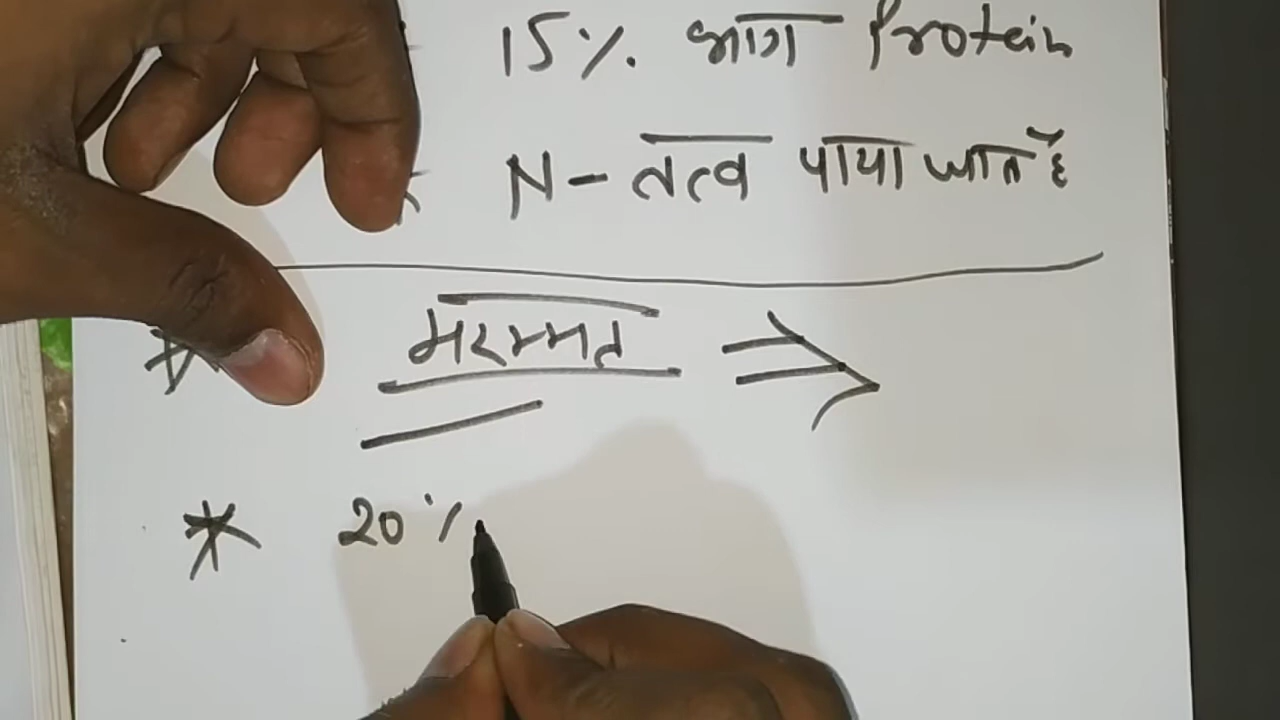 15%. भाग Protein
N - तत्व पाया जाता है
* मरम्मत ⇒
* 20%